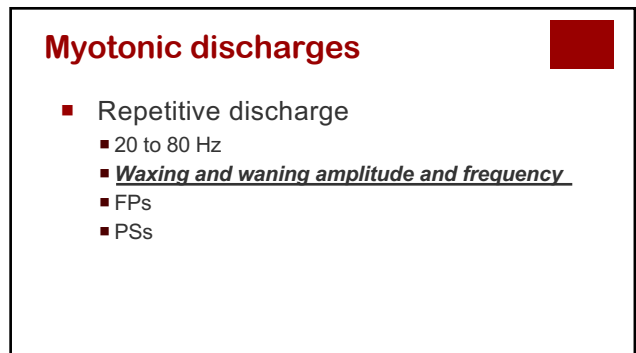 Myotonic discharges
Repetitive discharge
20 to 80 Hz
Waxing and waning amplitude and frequency
FPs
PSs